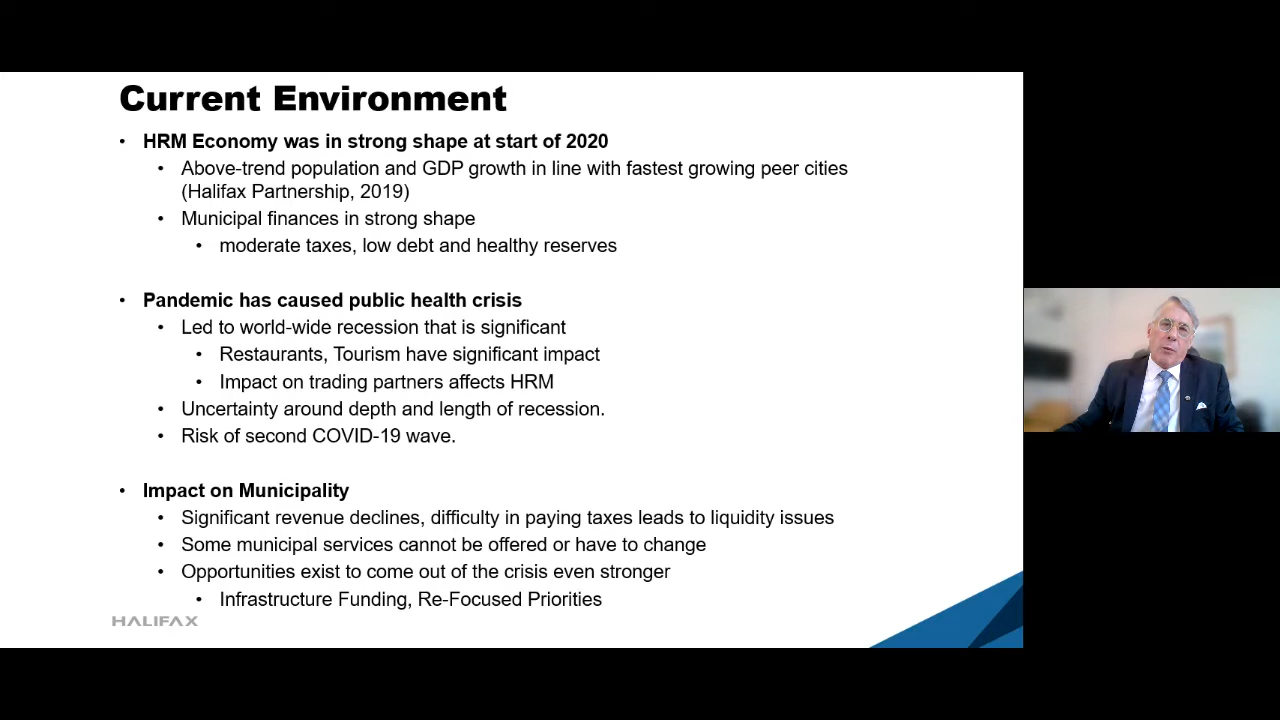 Current Environment
• HRM Economy was in strong shape at start of 2020
• Above-trend population and GDP growth in line with fastest growing peer cities
(Halifax Partnership, 2019)
• Municipal finances in strong shape
• moderate taxes, low debt and healthy reserves
• Pandemic has caused public health crisis
• Led to world-wide recession that is significant
• Restaurants, Tourism have significant impact
• Impact on trading partners affects HRM
• Uncertainty around depth and length of recession.
• Risk of second COVID-19 wave.
• Impact on Municipality
• Significant revenue declines, difficulty in paying taxes leads to liquidity issues
• Some municipal services cannot be offered or have to change
• Opportunities exist to come out of the crisis even stronger
• Infrastructure Funding, Re-Focused Priorities
HALIFAX